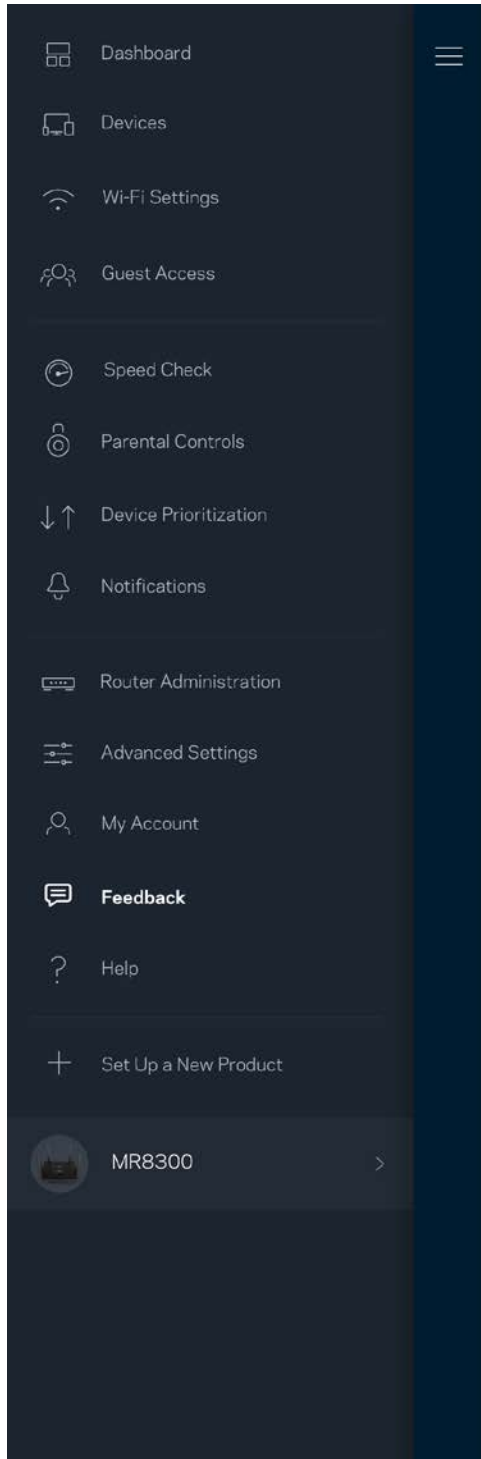 Dashboard
Devices
Wi-Fi Settings
Guest Access
Speed Check
Parental Controls
Device Prioritization
Notifications
Router Administration
Advanced Settings
My Account
Feedback
Help
Set Up a New Product
MR8300